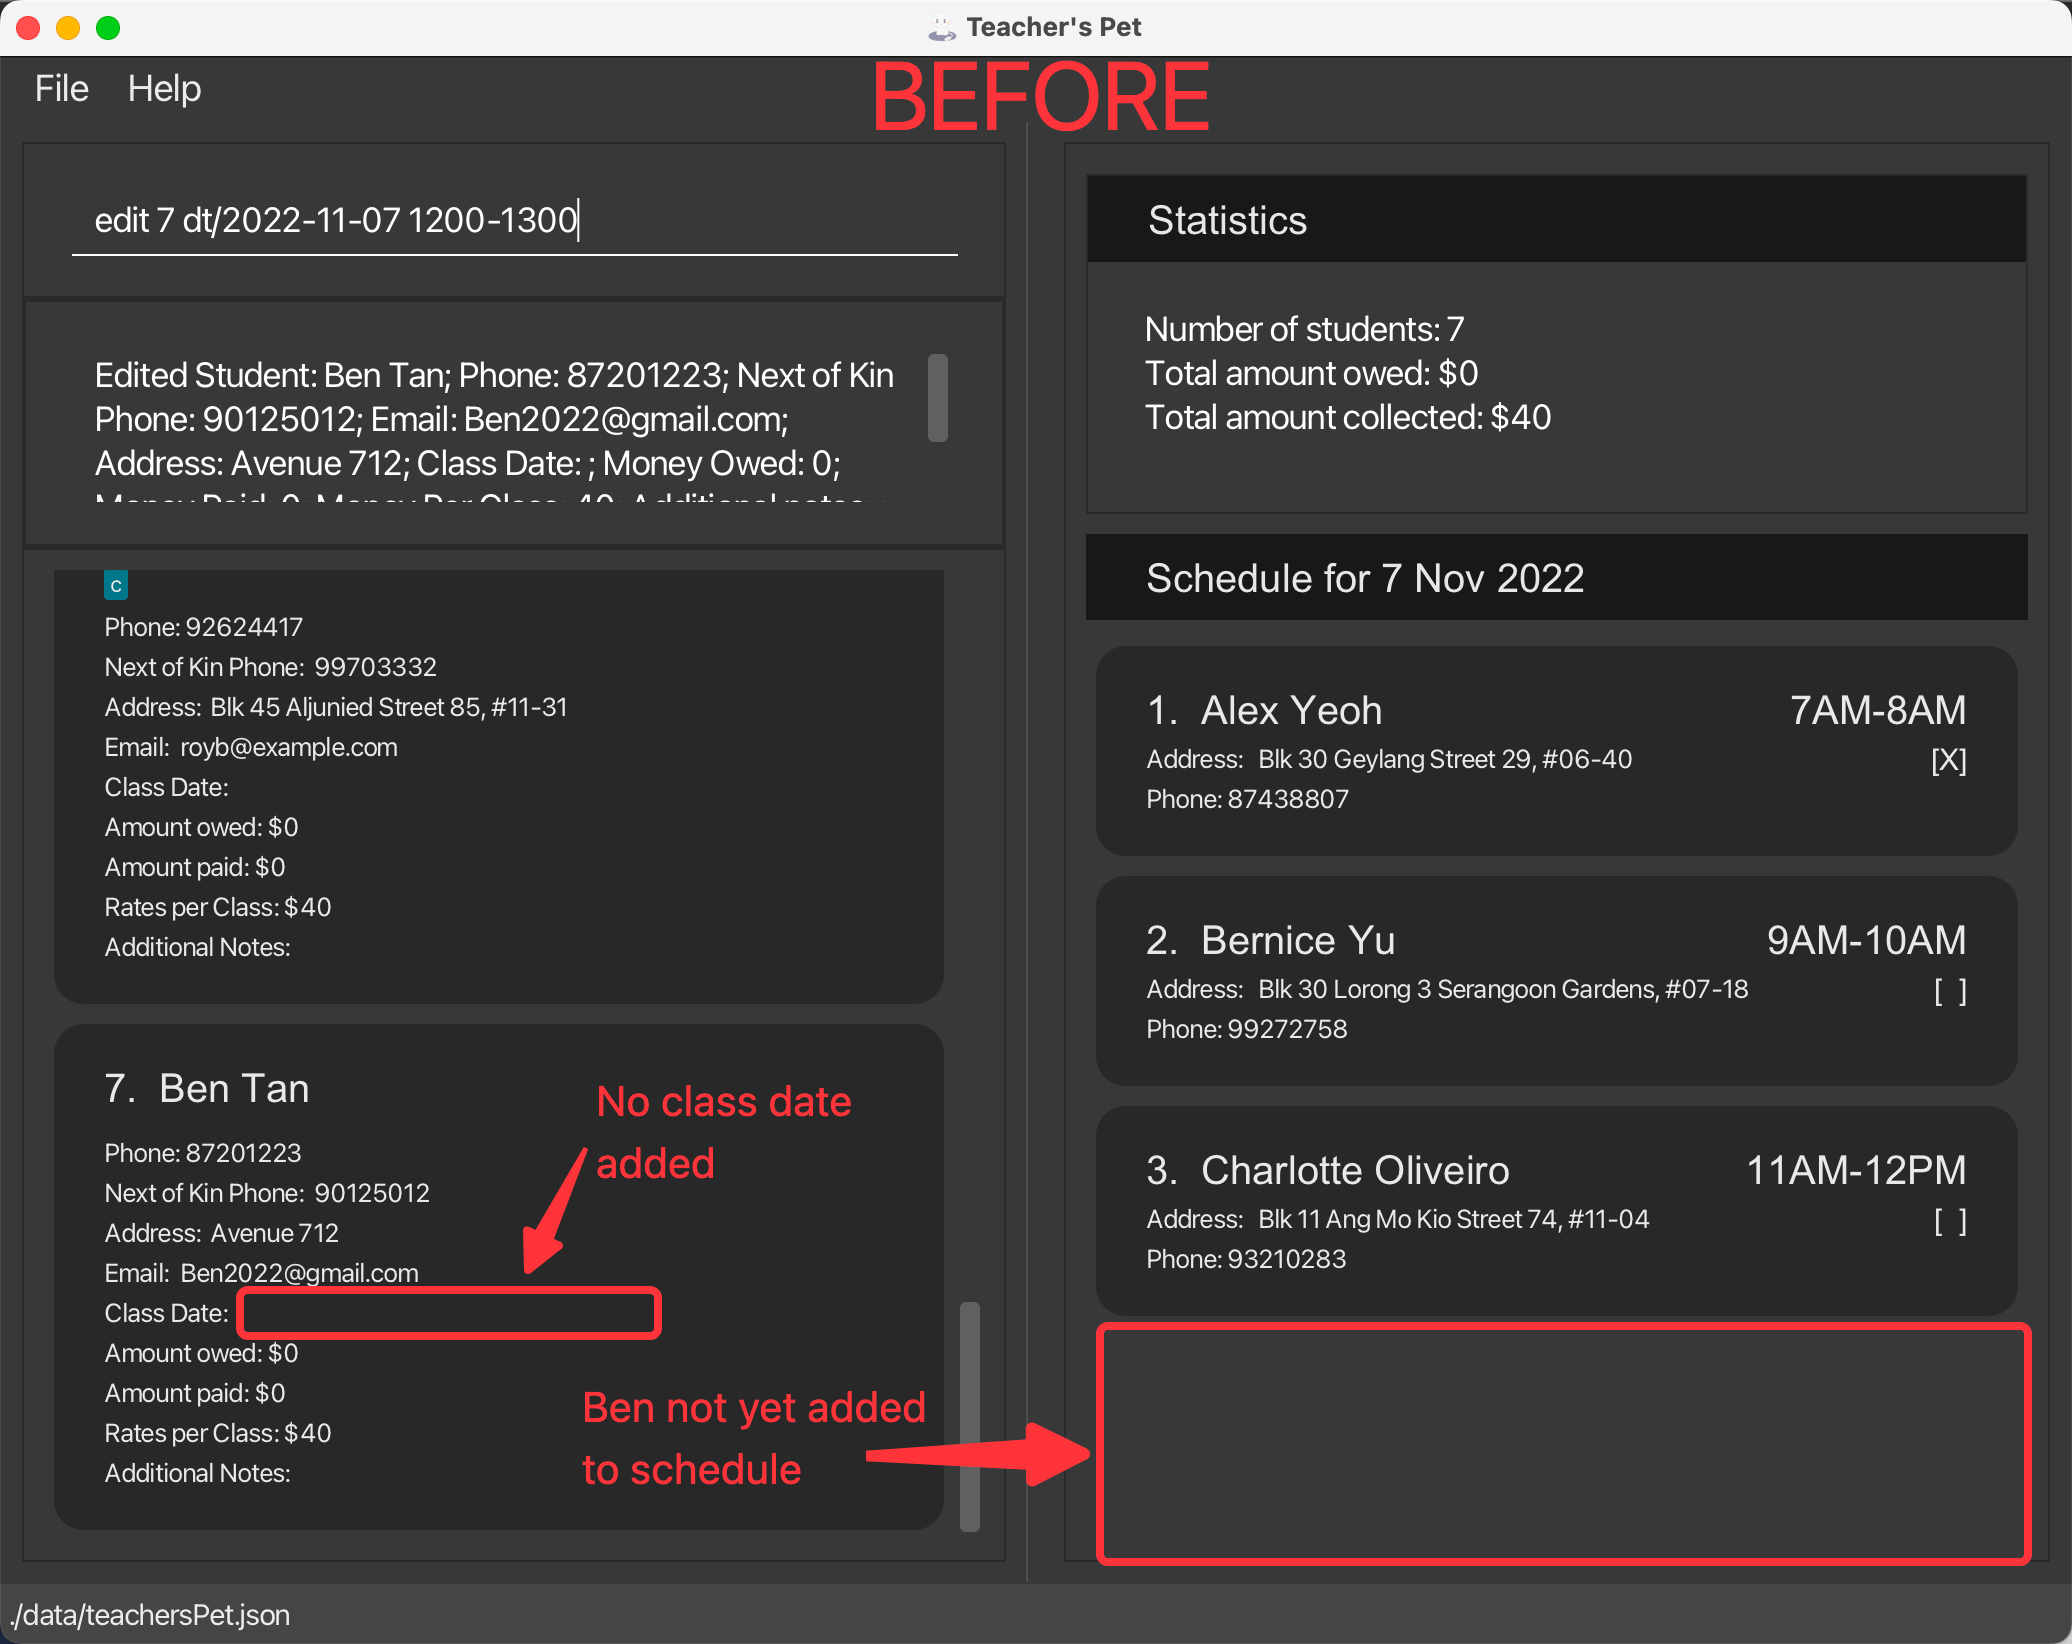 Teacher's Pet
File Help
BEFORE
edit 7 dt/2022-11-07 1200-1300
Edited Student: Ben Tan; Phone: 87201223; Next of Kin
Phone: 90125012; Email: Ben2022@gmail.com;
Address: Avenue 712; Class Date: ; Money Owed: 0;
Money Paid: 0; Money Per Class: 40; Additional notes: ;
c
Phone: 92624417
Next of Kin Phone: 99703332
Address: Blk 45 Aljunied Street 85, #11-31
Email: royb@example.com
Class Date:
Amount owed: $0
Amount paid: $0
Rates per Class: $40
Additional Notes:
7. Ben Tan
Phone: 87201223
Next of Kin Phone: 90125012
Address: Avenue 712
Email: Ben2022@gmail.com
Class Date:
Amount owed: $0
Amount paid: $0
Rates per Class: $40
Additional Notes:
No class date
added
Ben not yet added
to schedule
Statistics
Number of students: 7
Total amount owed: $0
Total amount collected: $40
Schedule for 7 Nov 2022
1. Alex Yeoh 7AM-8AM
Address: Blk 30 Geylang Street 29, #06-40 [X]
Phone: 87438807
2. Bernice Yu 9AM-10AM
Address: Blk 30 Lorong 3 Serangoon Gardens, #07-18 [ ]
Phone: 99272758
3. Charlotte Oliveiro 11AM-12PM
Address: Blk 11 Ang Mo Kio Street 74, #11-04 [ ]
Phone: 93210283
./data/teachersPet.json